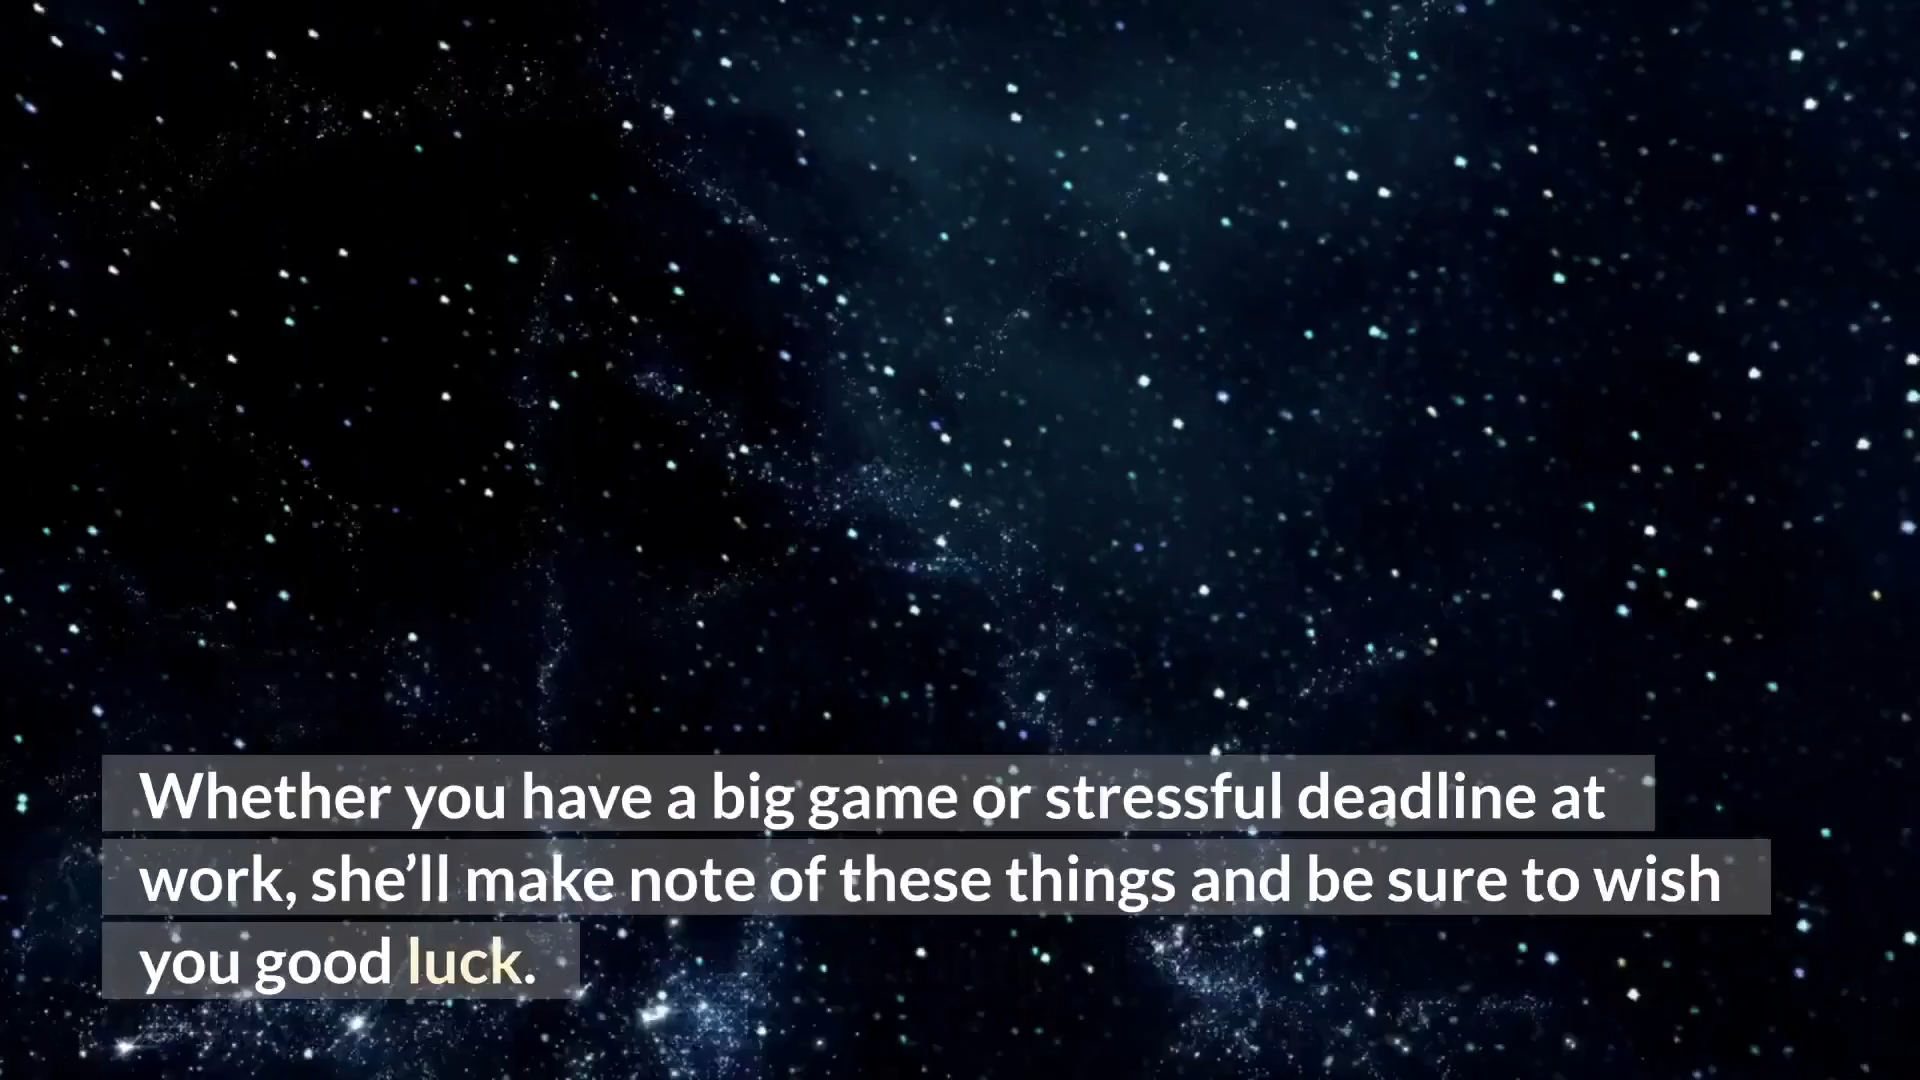 Whether you have a big game or stressful deadline at
work, she’ll make note of these things and be sure to wish
you good luck.